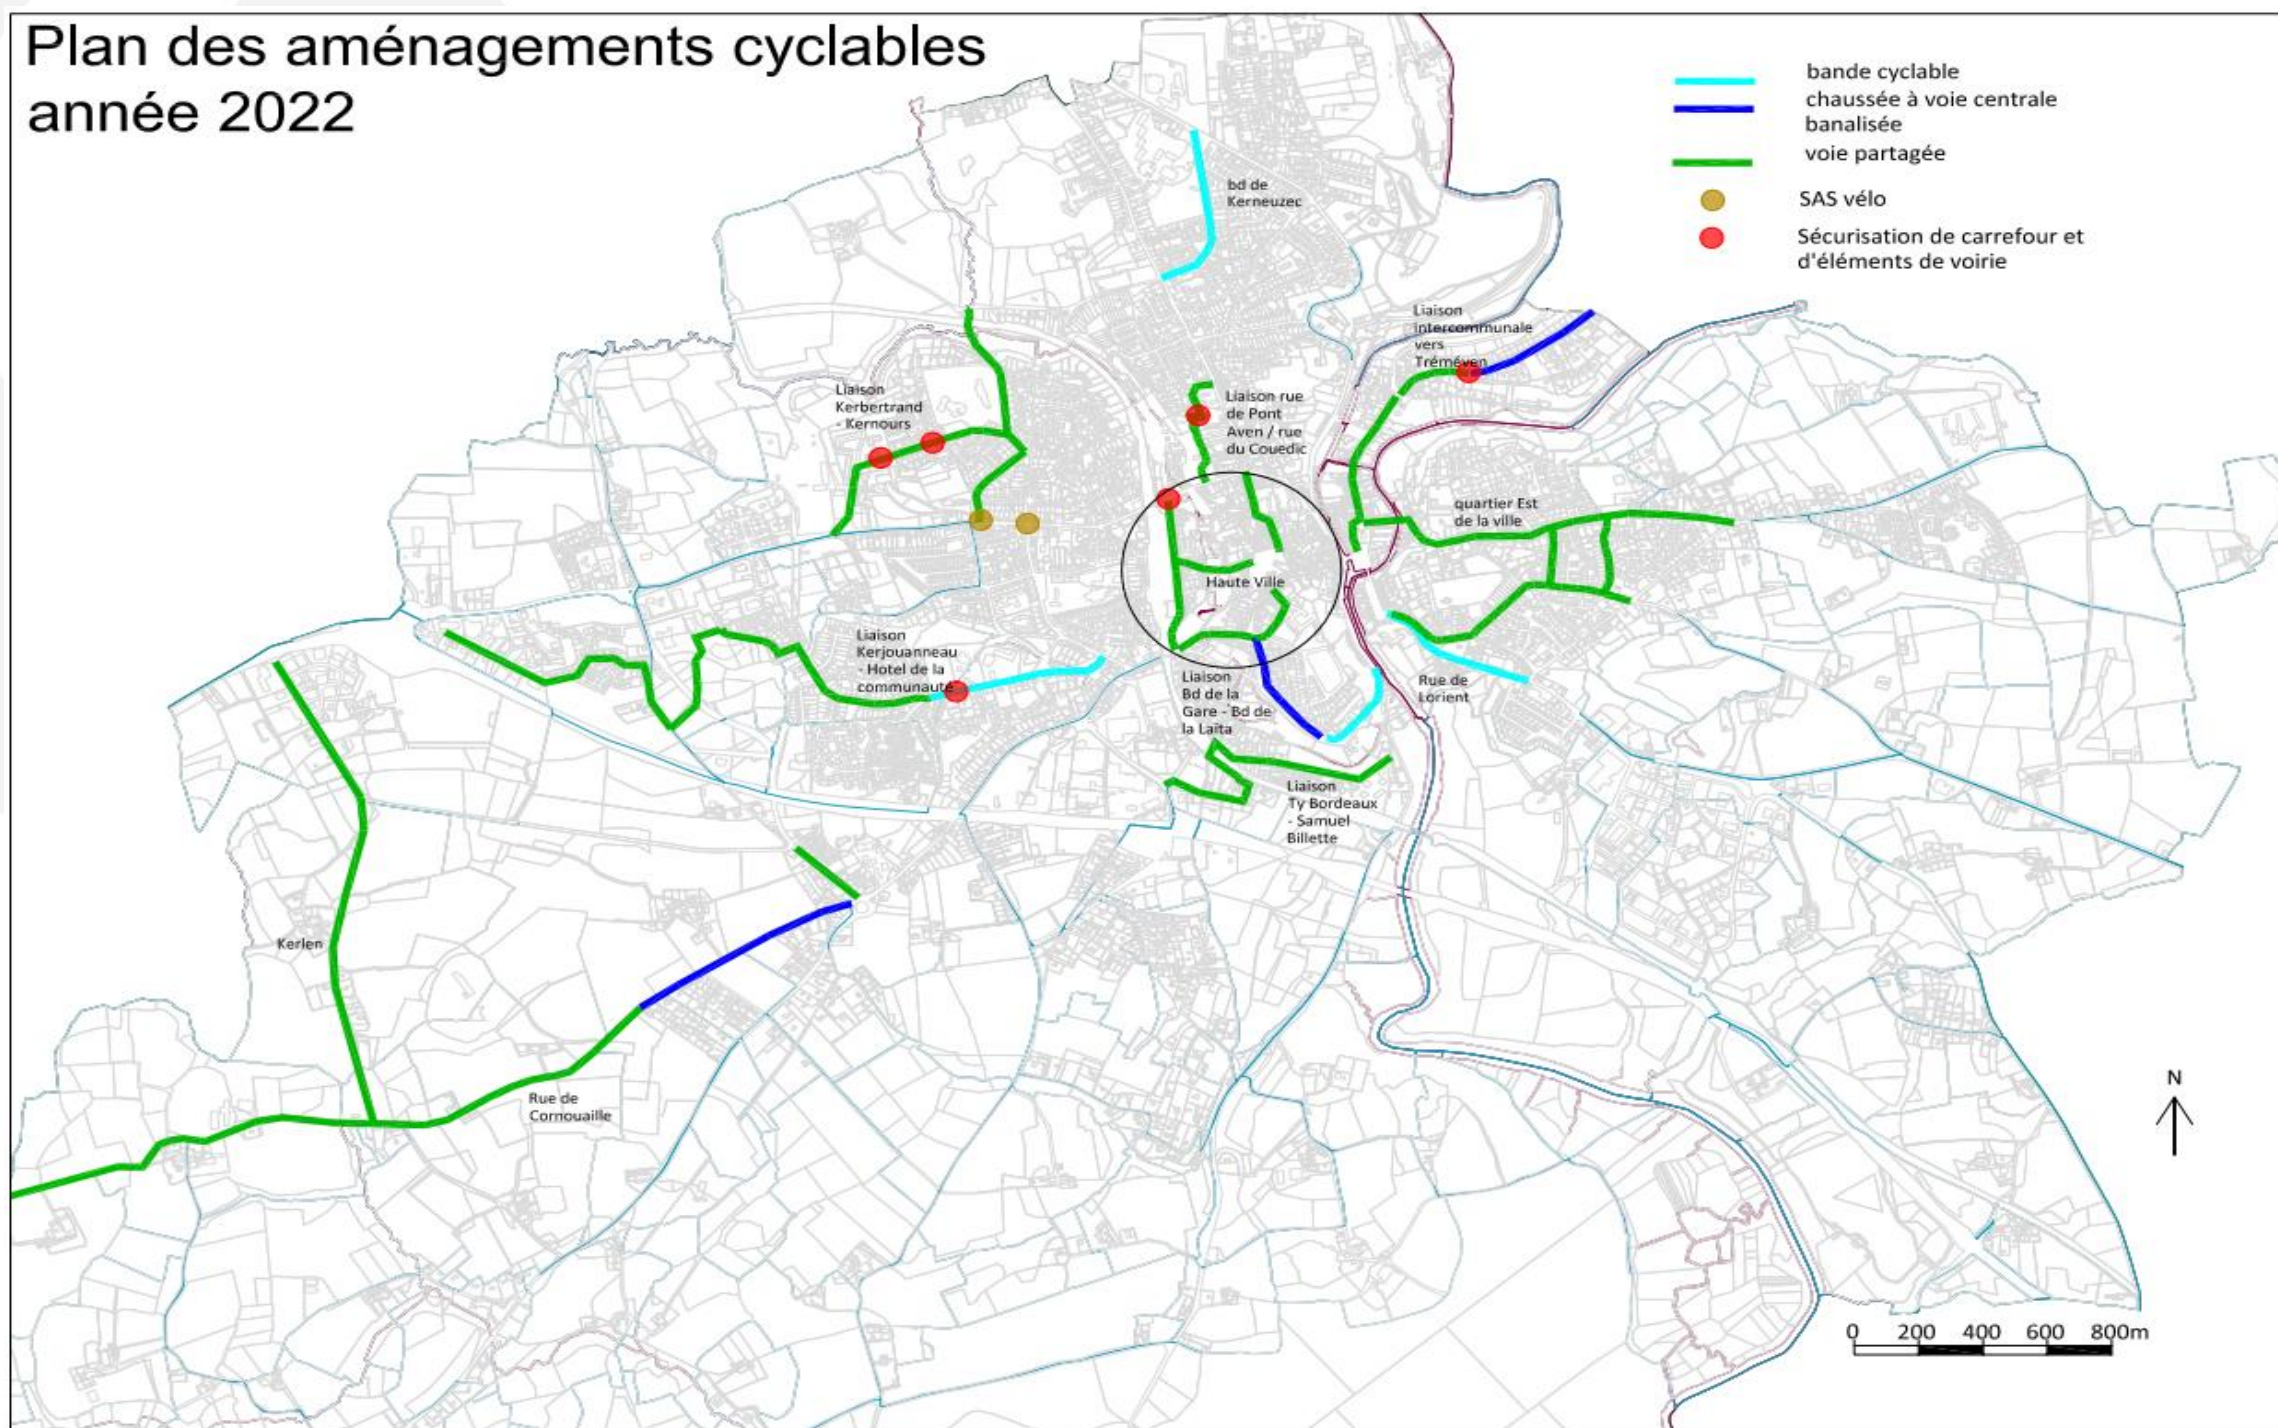 Plan des aménagements cyclables
année 2022
bande cyclable
chaussée à voie centrale
banalisée
voie partagée
SAS vélo
Sécurisation de carrefour et
d'éléments de voirie
bd de
Kerneuzec
Liaison
intercommunale
vers
Tréméven
Liaison
Kerbertrand
- Kernours
Liaison rue
de Pont
Aven / rue
du Couedic
quartier Est
de la ville
Haute Ville
Liaison
Kerjouanneau
- Hotel de la
communauté
Liaison
Bd de la
Gare - Bd de
la Laïta
Rue de
Lorient
Liaison
Ty Bordeaux
- Samuel
Billette
Kerlen
Rue de
Cornouaille
N
0 200 400 600 800m